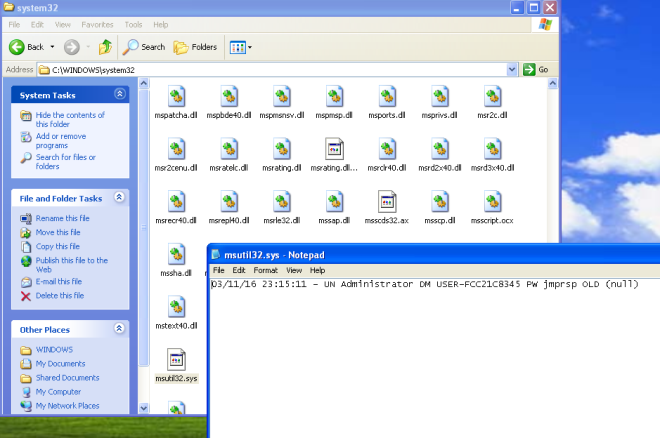 system32
File Edit View Favorites Tools Help
Back Search Folders
Address C:\WINDOWS\system32 Go
System Tasks
Hide the contents of
this folder
Add or remove
programs
Search for files or
folders
File and Folder Tasks
Rename this file
Move this file
Copy this file
Publish this file to the
Web
E-mail this file
Delete this file
Other Places
WINDOWS
My Documents
Shared Documents
My Computer
My Network Places
mspatcha.dll mspbde40.dll mspmsnsv.dll mspmsp.dll msports.dll msprivs.dll msr2c.dll
msr2cenu.dll msratelc.dll msrating.dll msrating.dll... msrclr40.dll msrd2x40.dll msrd3x40.dll
msrecr40.dll msrepl40.dll msrle32.dll mssap.dll msscds32.ax msscp.dll msscript.ocx
mssha.dll
mstext40.dll
msutil32.sys
msutil32.sys - Notepad
File Edit Format View Help
03/11/16 23:15:11 - UN Administrator DM USER-FCC21C8345 PW jmprsp OLD (null)